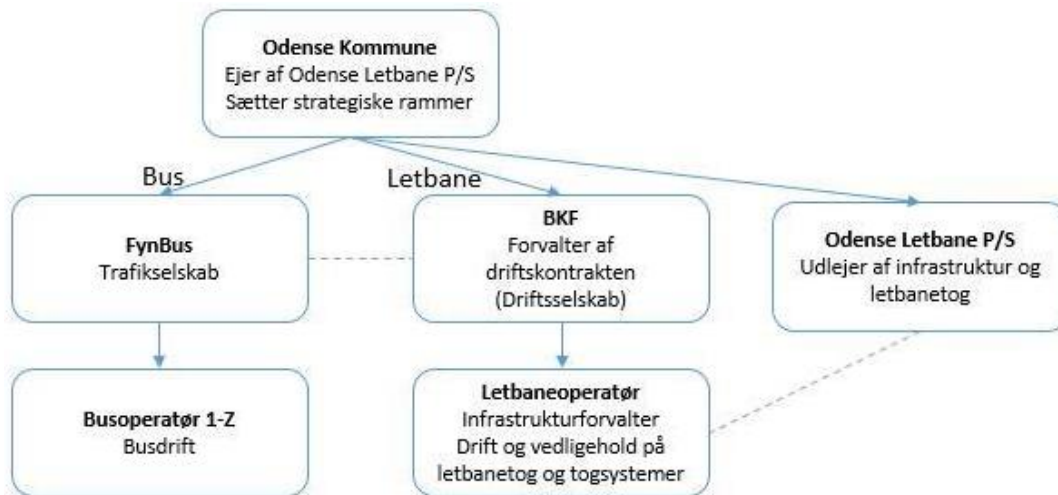 Odense Kommune
Ejer af Odense Letbane P/S
Sætter strategiske rammer
Bus
Letbane
FynBus
Trafikselskab
BKF
Forvalter af
driftskontrakten
(Driftsselskab)
Odense Letbane P/S
Udlejer af infrastruktur og
letbanetog
Busoperatør 1-Z
Busdrift
Letbaneoperatør
Infrastrukturforvalter
Drift og vedligehold på
letbanetog og togsystemer